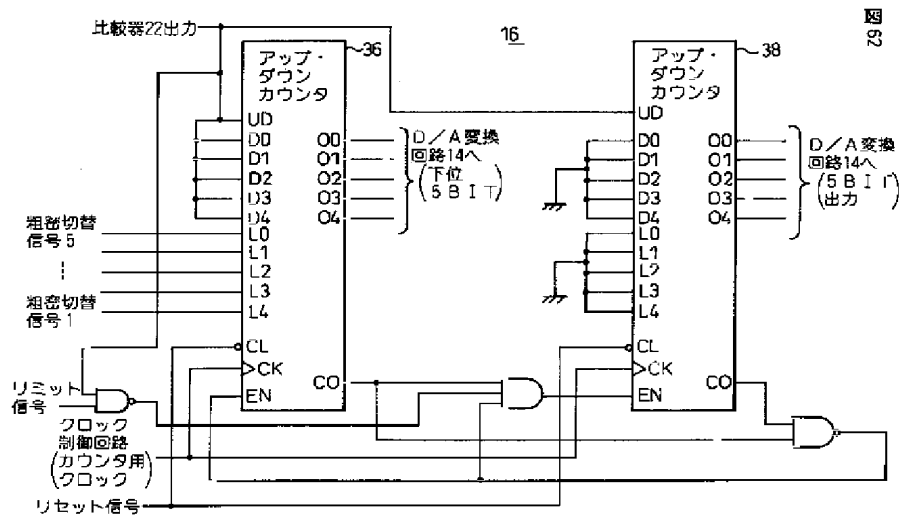 図62
16
比較器22出力
36
アップ・
ダウン
カウンタ
UD
D0
D1
D2
D3
D4
L0
L1
L2
L3
L4
CL
CK
EN
O0
O1
O2
O3
O4
CO
D/A変換
回路14へ
(下位
5BIT)
粗密切替
信号5
粗密切替
信号1
リミット
信号
クロック
制御回路
(カウンタ用
クロック)
リセット信号
38
アップ・
ダウン
カウンタ
UD
D0
D1
D2
D3
D4
L0
L1
L2
L3
L4
CL
CK
EN
O0
O1
O2
O3
O4
CO
D/A変換
回路14へ
(5BIT
出力)